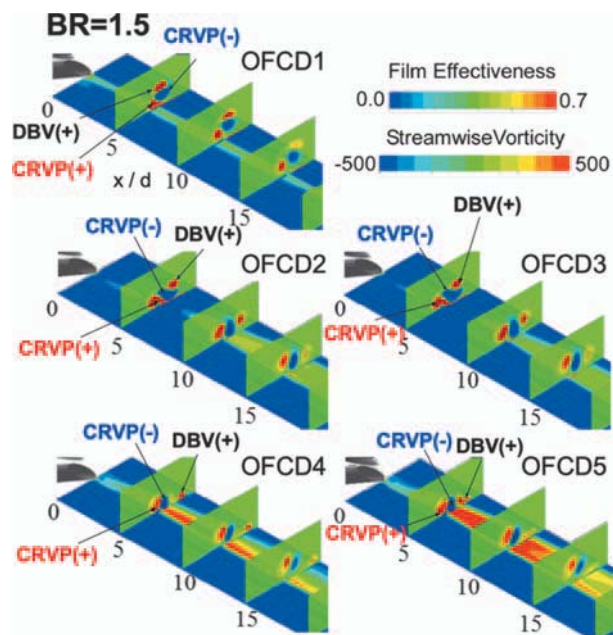 BR=1.5
CRVP(-)
OFCD1
Film Effectiveness
0.0
0.7
0
DBV(+)
StreamwiseVorticity
-500
500
CRVP(+)
5
x / d
10
15
DBV(+)
CRVP(-)
DBV(+)
OFCD2
CRVP(-)
OFCD3
0
CRVP(+)
5
10
15
0
CRVP(+)
5
10
15
CRVP(-)
DBV(+)
OFCD4
CRVP(-)
DBV(+)
OFCD5
0
CRVP(+)
5
10
15
0
CRVP(+)
5
10
15